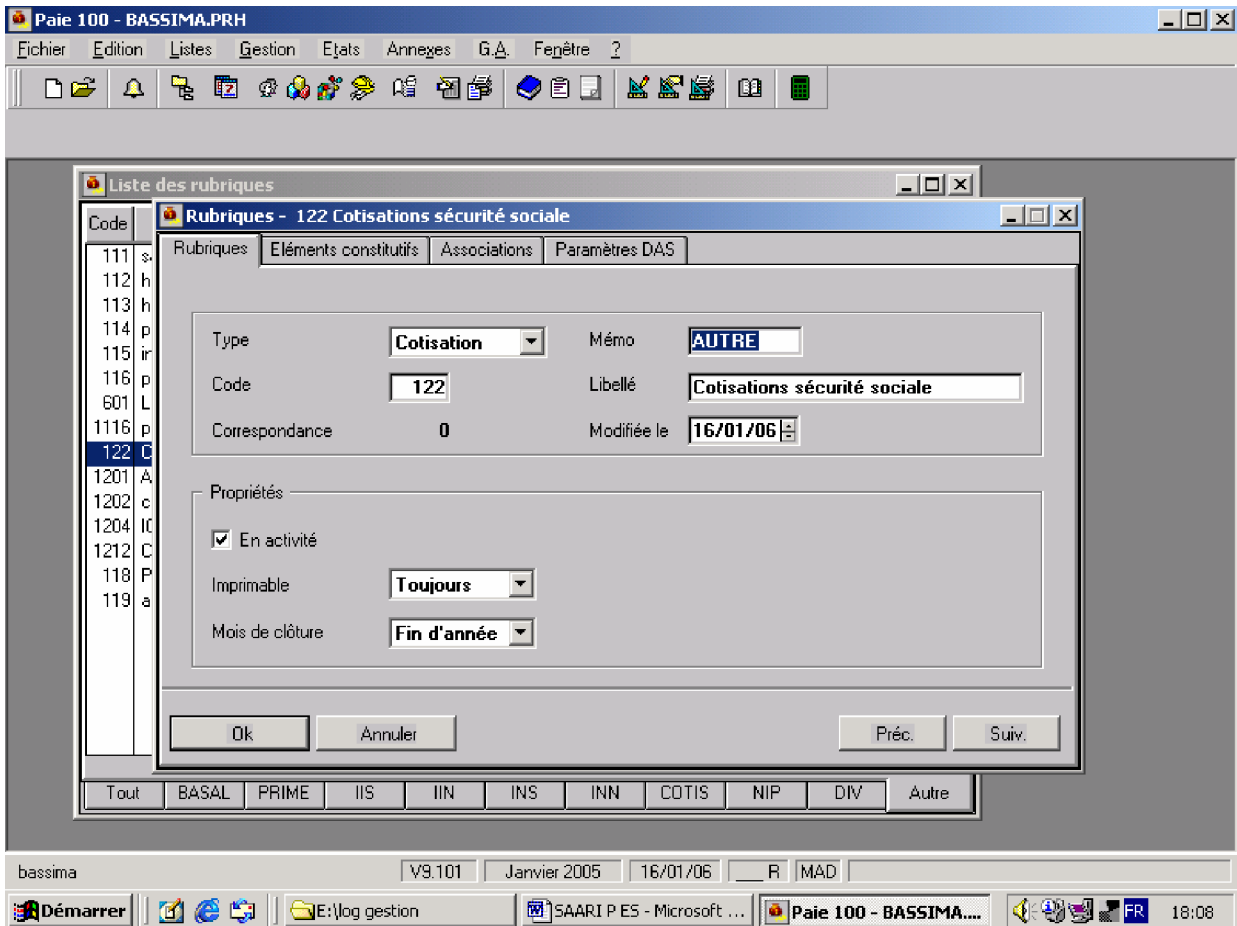 Paie 100 - BASSIMA.PRH
Fichier Edition Listes Gestion Etats Annexes G.A. Fenêtre ?
Liste des rubriques
Code
Rubriques - 122 Cotisations sécurité sociale
Rubriques Eléments constitutifs Associations Paramètres DAS
111 s
112 h
113 h
114 p
115 in
116 p
601 L
1116 p
122 C
1201 A
1202 c
1204 IC
1212 C
118 P
119 a
Type Cotisation Mémo AUTRE
Code 122 Libellé Cotisations sécurité sociale
Correspondance 0 Modifiée le 16/01/06
Propriétés
En activité
Imprimable Toujours
Mois de clôture Fin d'année
Ok Annuler Préc. Suiv.
Tout BASAL PRIME IIS IIN INS INN COTIS NIP DIV Autre
bassima V9.101 Janvier 2005 16/01/06 ___ R MAD
Démarrer E:\log gestion SAARI P ES - Microsoft ... Paie 100 - BASSIMA.... FR 18:08